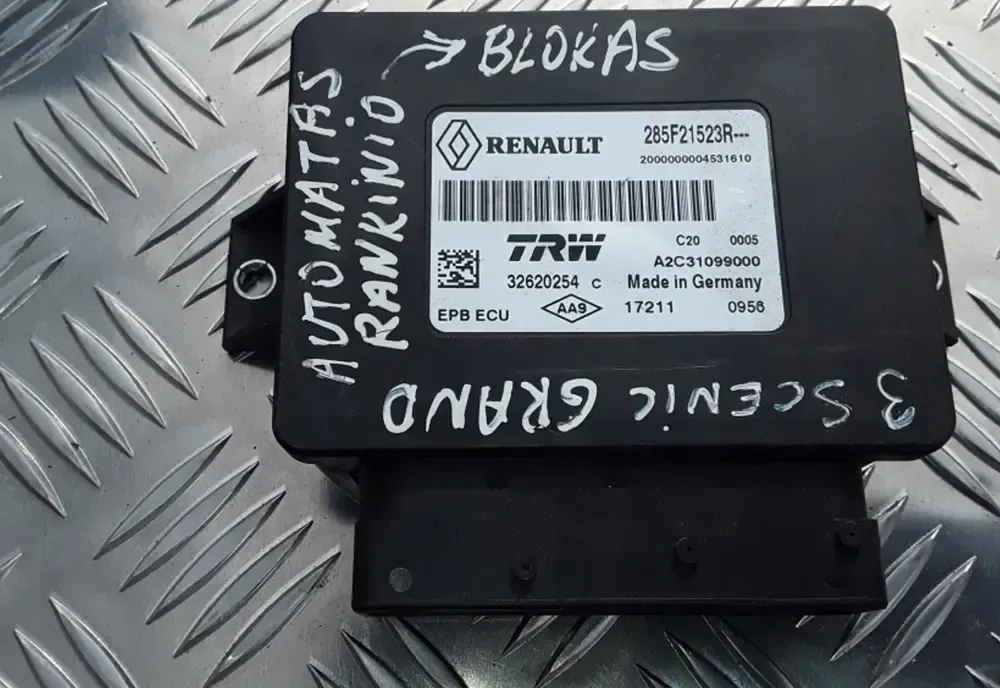 AUTOMATAS
RANKINIO
BLOKAS
RENAULT 285F21523R---
2000000004531610
TRW C20 0005
A2C31099000
32620254 C Made in Germany
EPB ECU AA9 17211 0956
3 SCENIC GRAND